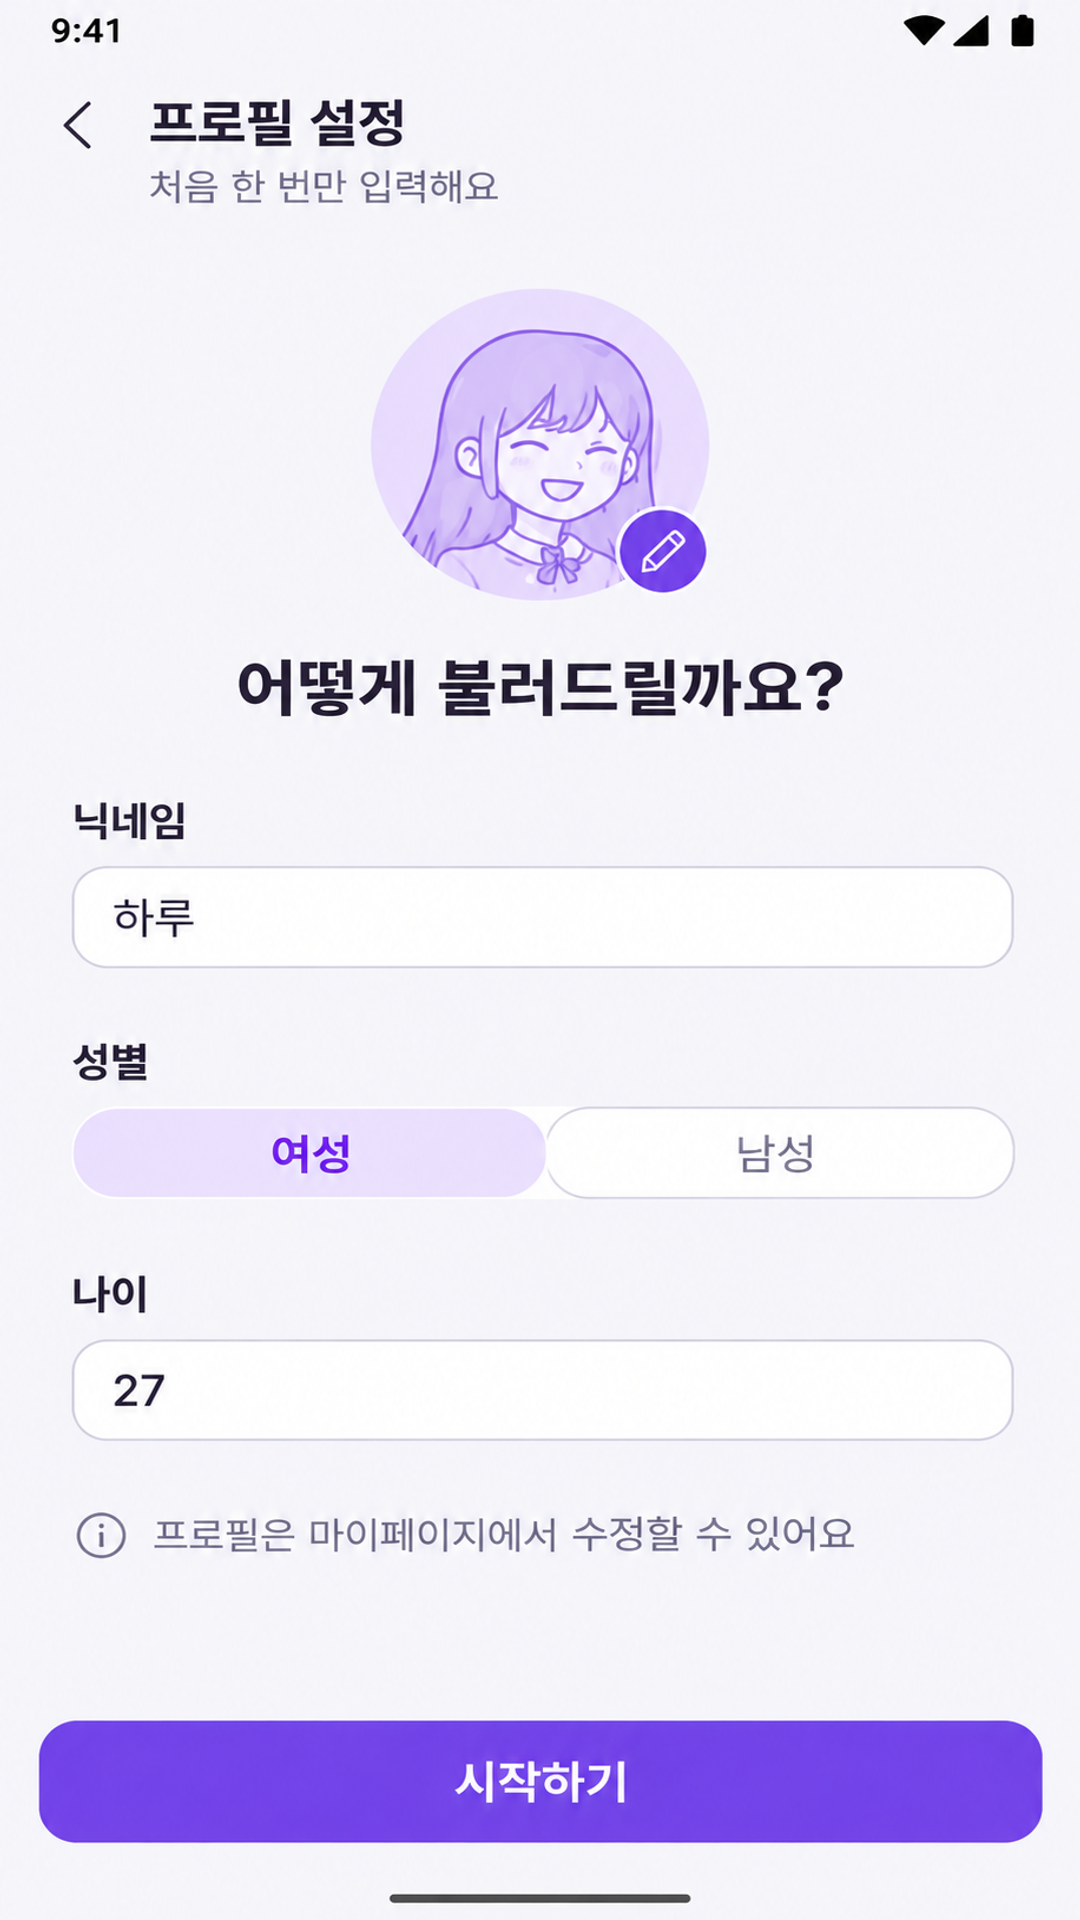 9:41
프로필 설정
처음 한 번만 입력해요
어떻게 불러드릴까요?
닉네임
하루
성별
여성
남성
나이
27
프로필은 마이페이지에서 수정할 수 있어요
시작하기